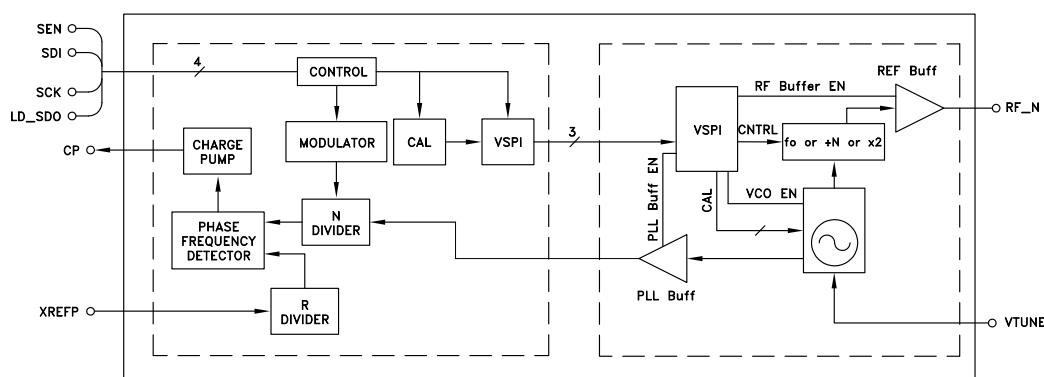 SEN
SDI
SCK
LD_SDO
CP
XREFP
4
CONTROL
MODULATOR
CAL
VSPI
CHARGE
PUMP
PHASE
FREQUENCY
DETECTOR
N
DIVIDER
R
DIVIDER
3
VSPI
RF Buffer EN
REF Buff
RF_N
CNTRL
fo or +N or x2
PLL Buff EN
CAL
VCO EN
PLL Buff
VTUNE